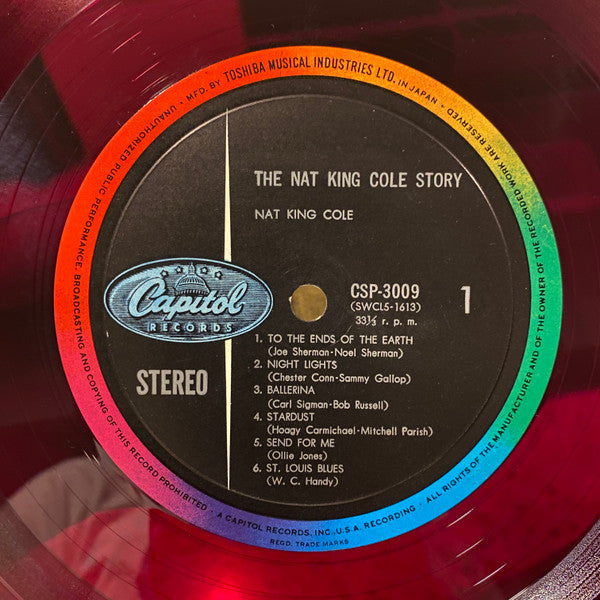 MFD. BY TOSHIBA MUSICAL INDUSTRIES LTD. IN JAPAN · ALL RIGHTS OF THE MANUFACTURER AND OF THE OWNER OF THE RECORDED WORK ARE RESERVED
UNAUTHORIZED PUBLIC PERFORMANCE, BROADCASTING AND COPYING OF THIS RECORD PROHIBITED ·
THE NAT KING COLE STORY
NAT KING COLE
Capitol
RECORDS
STEREO
CSP-3009
(SWCL5-1613)
33⅓ r. p. m.
1
1. TO THE ENDS OF THE EARTH
(Joe Sherman-Noel Sherman)
2. NIGHT LIGHTS
(Chester Conn-Sammy Gallop)
3. BALLERINA
(Carl Sigman-Bob Russell)
4. STARDUST
(Hoagy Carmichael-Mitchell Parish)
5. SEND FOR ME
(Ollie Jones)
6. ST. LOUIS BLUES
(W. C. Handy)
· A CAPITOL RECORDS, INC., U.S.A. RECORDING ·
REGD. TRADE MARKS